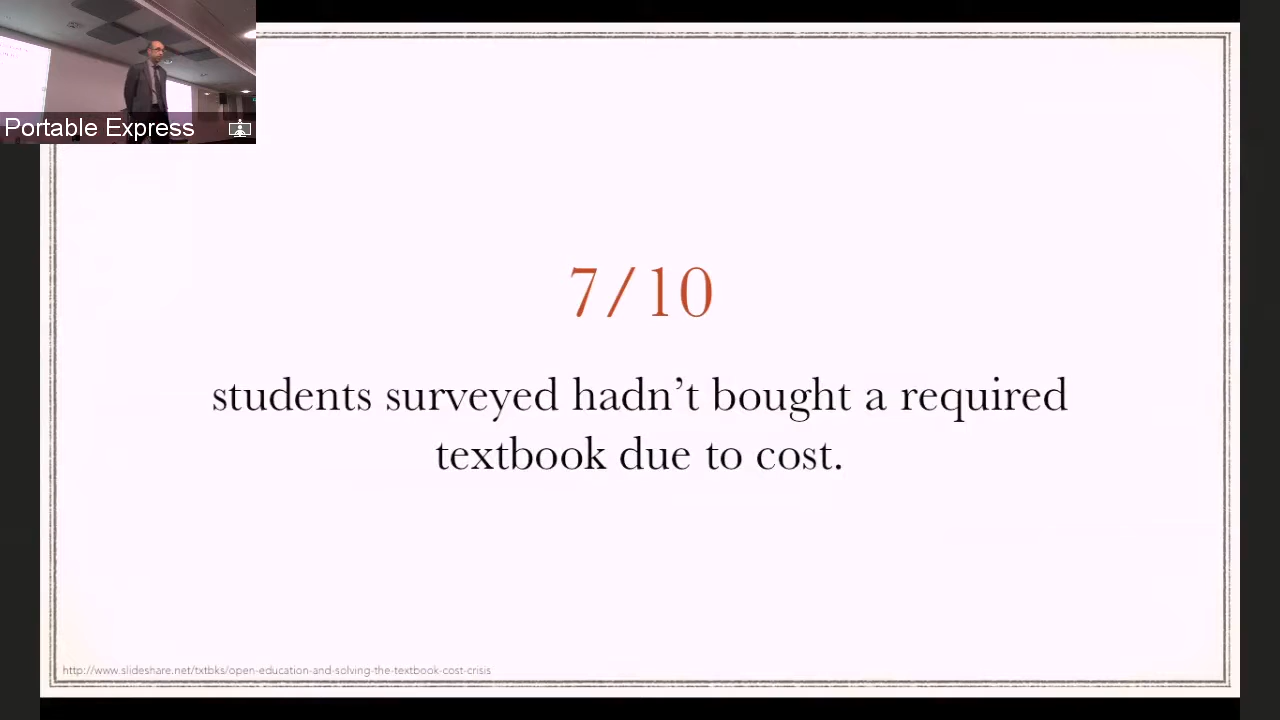 Portable Express
7/10
students surveyed hadn’t bought a required
textbook due to cost.
http://www.slideshare.net/txtbks/open-education-and-solving-the-textbook-cost-crisis